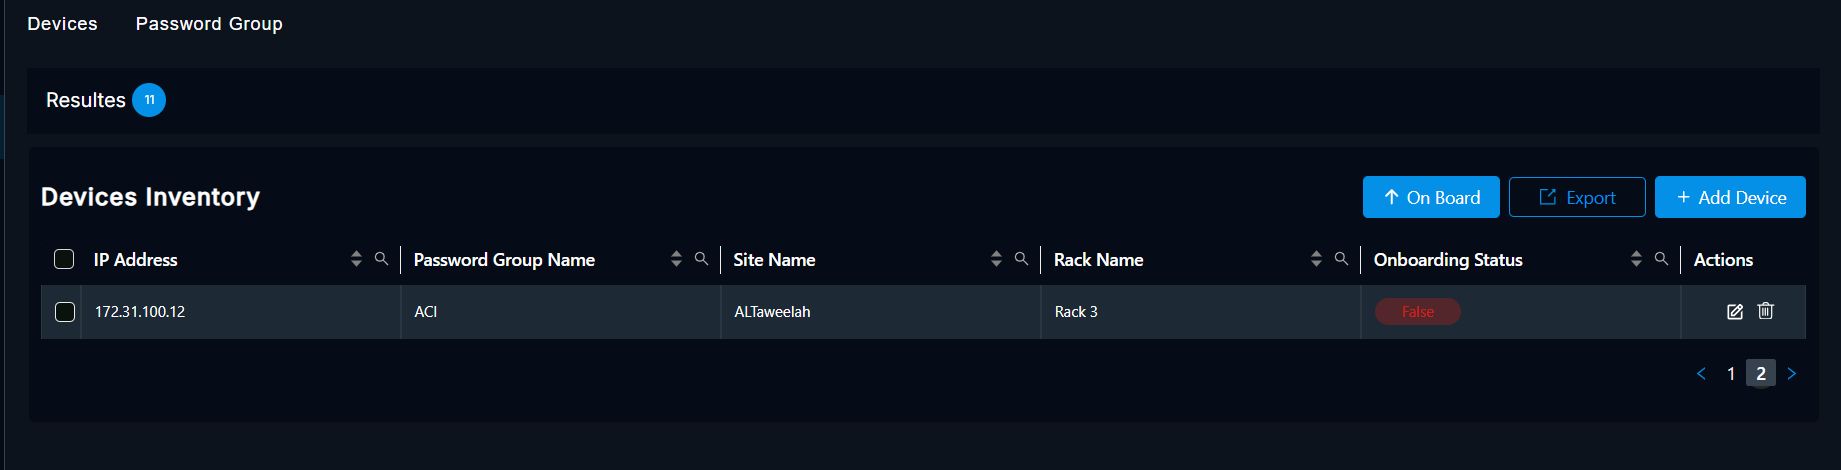 Devices Password Group
Resultes 11
Devices Inventory
On Board Export + Add Device
IP Address Password Group Name Site Name Rack Name Onboarding Status Actions
172.31.100.12 ACI ALTaweelah Rack 3 False
< 1 2 >